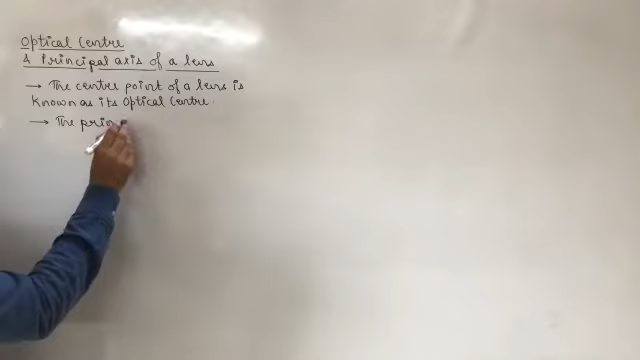 Optical Centre
& Principal axis of a lens
→ The centre point of a lens is
known as its Optical Centre.
→ The prin